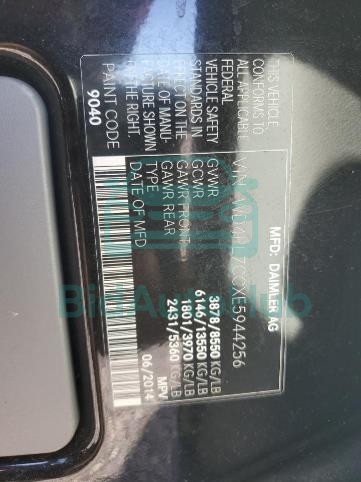 MFD. BY DAIMLER AG
GVWR 3878/8550 KG/LB
GCWR 6146/13550 KG/LB
GAWR FRONT 1801/3970 KG/LB
GAWR REAR 2431/5360 KG/LB
TYPE MPV
DATE OF MFD 06/2014
THIS VEHICLE
CONFORMS TO
ALL APPLICABLE
FEDERAL
VEHICLE SAFETY
STANDARDS IN
EFFECT ON THE
DATE OF MANU-
FACTURE SHOWN
TO THE RIGHT.
PAINT CODE
9040